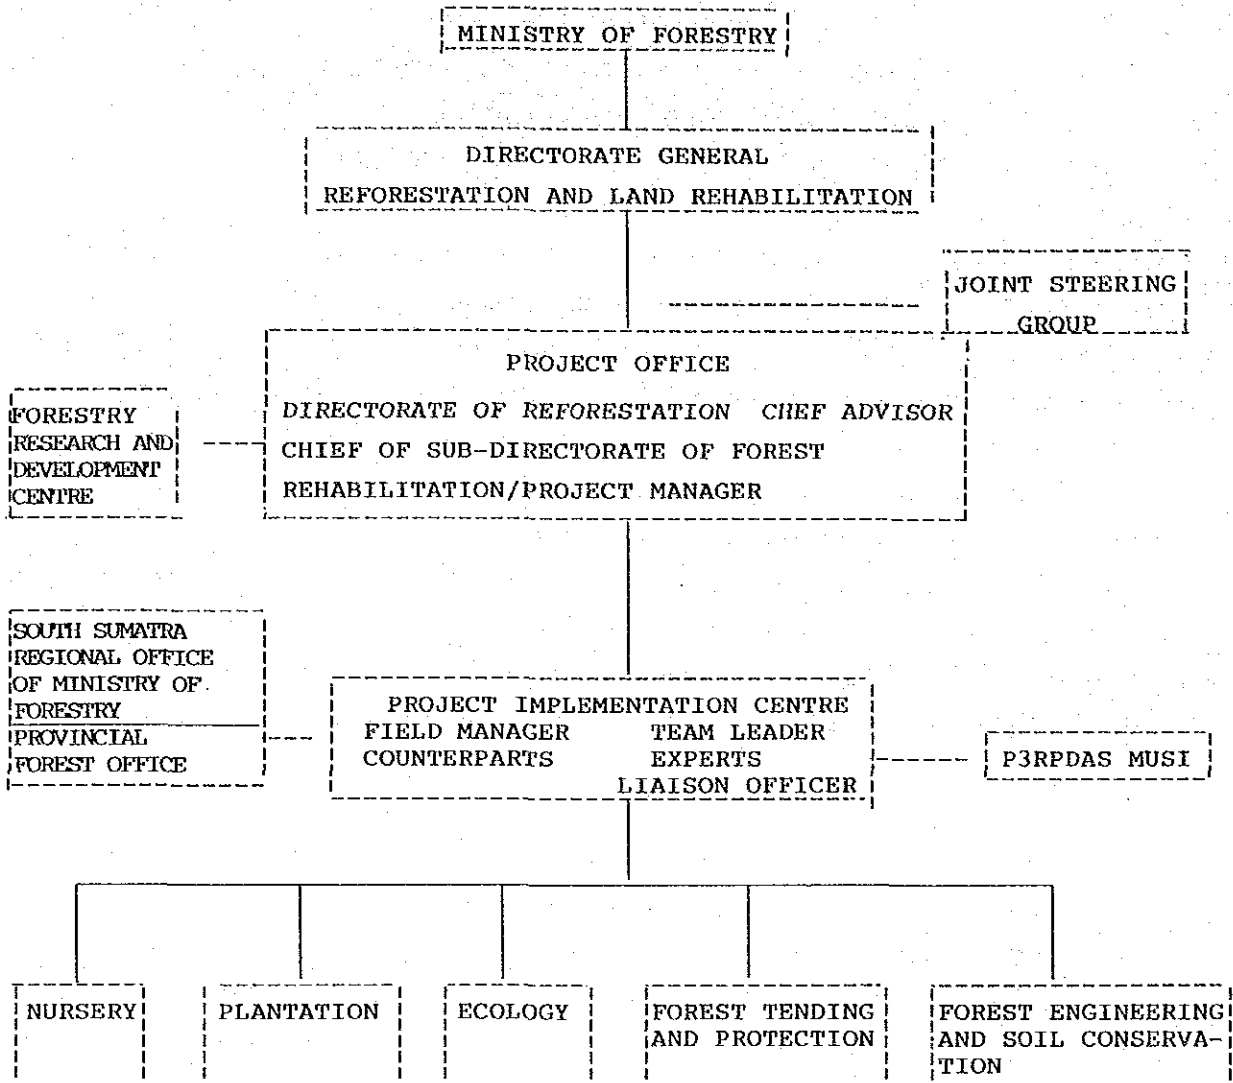 MINISTRY OF FORESTRY
DIRECTORATE GENERAL
REFORESTATION AND LAND REHABILITATION
JOINT STEERING
GROUP
PROJECT OFFICE
DIRECTORATE OF REFORESTATION CHEF ADVISOR
CHIEF OF SUB-DIRECTORATE OF FOREST
REHABILITATION/PROJECT MANAGER
FORESTRY
RESEARCH AND
DEVELOPMENT
CENTRE
SOUTH SUMATRA
REGIONAL OFFICE
OF MINISTRY OF
FORESTRY
PROVINCIAL
FOREST OFFICE
PROJECT IMPLEMENTATION CENTRE
FIELD MANAGER TEAM LEADER
COUNTERPARTS EXPERTS
LIAISON OFFICER
P3RPDAS MUSI
NURSERY
PLANTATION
ECOLOGY
FOREST TENDING
AND PROTECTION
FOREST ENGINEERING
AND SOIL CONSERVA-
TION